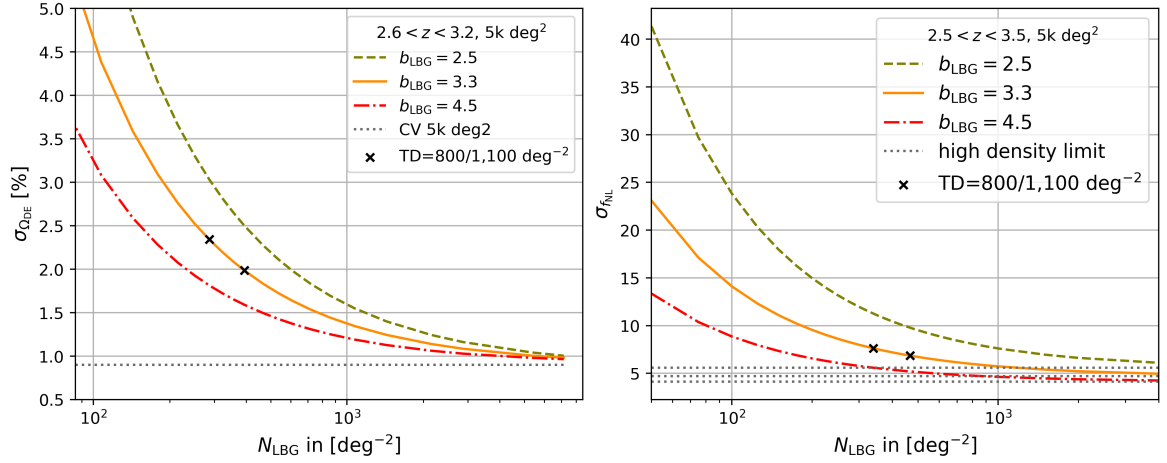 5.0
4.5
4.0
3.5
3.0
2.5
2.0
1.5
1.0
0.5
σ_Ω_DE [%]
2.6 < z < 3.2, 5k deg²
b_LBG = 2.5
b_LBG = 3.3
b_LBG = 4.5
CV 5k deg2
TD=800/1,100 deg⁻²
10²
10³
N_LBG in [deg⁻²]
40
35
30
25
20
15
10
5
σ_f_NL
2.5 < z < 3.5, 5k deg²
b_LBG = 2.5
b_LBG = 3.3
b_LBG = 4.5
high density limit
TD=800/1,100 deg⁻²
10²
10³
N_LBG in [deg⁻²]